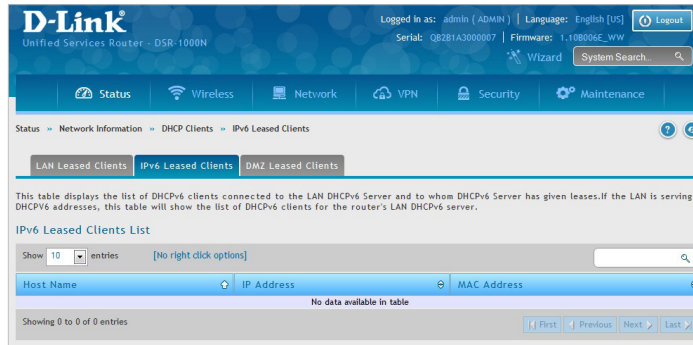 D-Link®
Unified Services Router - DSR-1000N
Logged in as: admin ( ADMIN ) | Language: English [US]
Logout
Serial: QB2B1A3000007 | Firmware: 1.10B006E_WW
Wizard
System Search...
Status
Wireless
Network
VPN
Security
Maintenance
Status » Network Information » DHCP Clients » IPv6 Leased Clients
LAN Leased Clients
IPv6 Leased Clients
DMZ Leased Clients
This table displays the list of DHCPv6 clients connected to the LAN DHCPv6 Server and to whom DHCPv6 Server has given leases.If the LAN is serving
DHCPV6 addresses, this table will show the list of DHCPv6 clients for the router's LAN DHCPv6 server.
IPv6 Leased Clients List
Show 10 entries [No right click options]
Host Name IP Address MAC Address
No data available in table
Showing 0 to 0 of 0 entries
First Previous Next Last